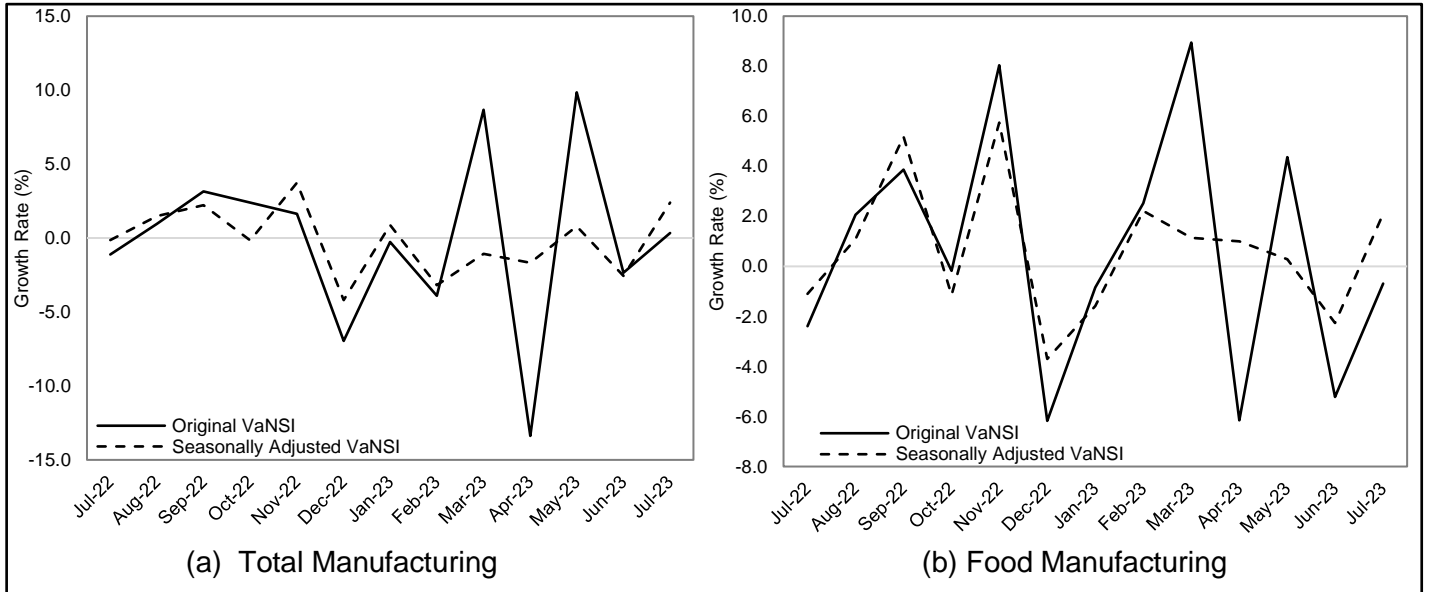 15.0
10.0
5.0
0.0
-5.0
-10.0
-15.0
Growth Rate (%)
Original VaNSI
Seasonally Adjusted VaNSI
Jul-22
Aug-22
Sep-22
Oct-22
Nov-22
Dec-22
Jan-23
Feb-23
Mar-23
Apr-23
May-23
Jun-23
Jul-23
(a) Total Manufacturing
10.0
8.0
6.0
4.0
2.0
0.0
-2.0
-4.0
-6.0
-8.0
Growth Rate (%)
Original VaNSI
Seasonally Adjusted VaNSI
Jul-22
Aug-22
Sep-22
Oct-22
Nov-22
Dec-22
Jan-23
Feb-23
Mar-23
Apr-23
May-23
Jun-23
Jul-23
(b) Food Manufacturing